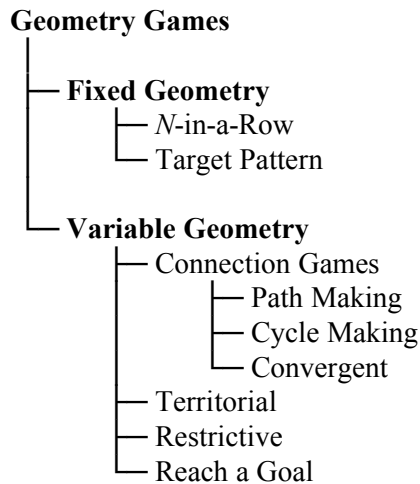 Geometry Games
Fixed Geometry
N-in-a-Row
Target Pattern
Variable Geometry
Connection Games
Path Making
Cycle Making
Convergent
Territorial
Restrictive
Reach a Goal